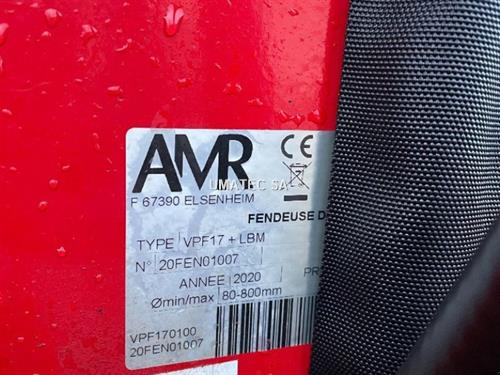 AMR CE
UMATEC SA
F 67390 ELSENHEIM
FENDEUSE D
TYPE VPF17 + LBM
N° 20FEN01007
ANNEE 2020 PR
Ømin/max 80-800mm
VPF170100
20FEN01007